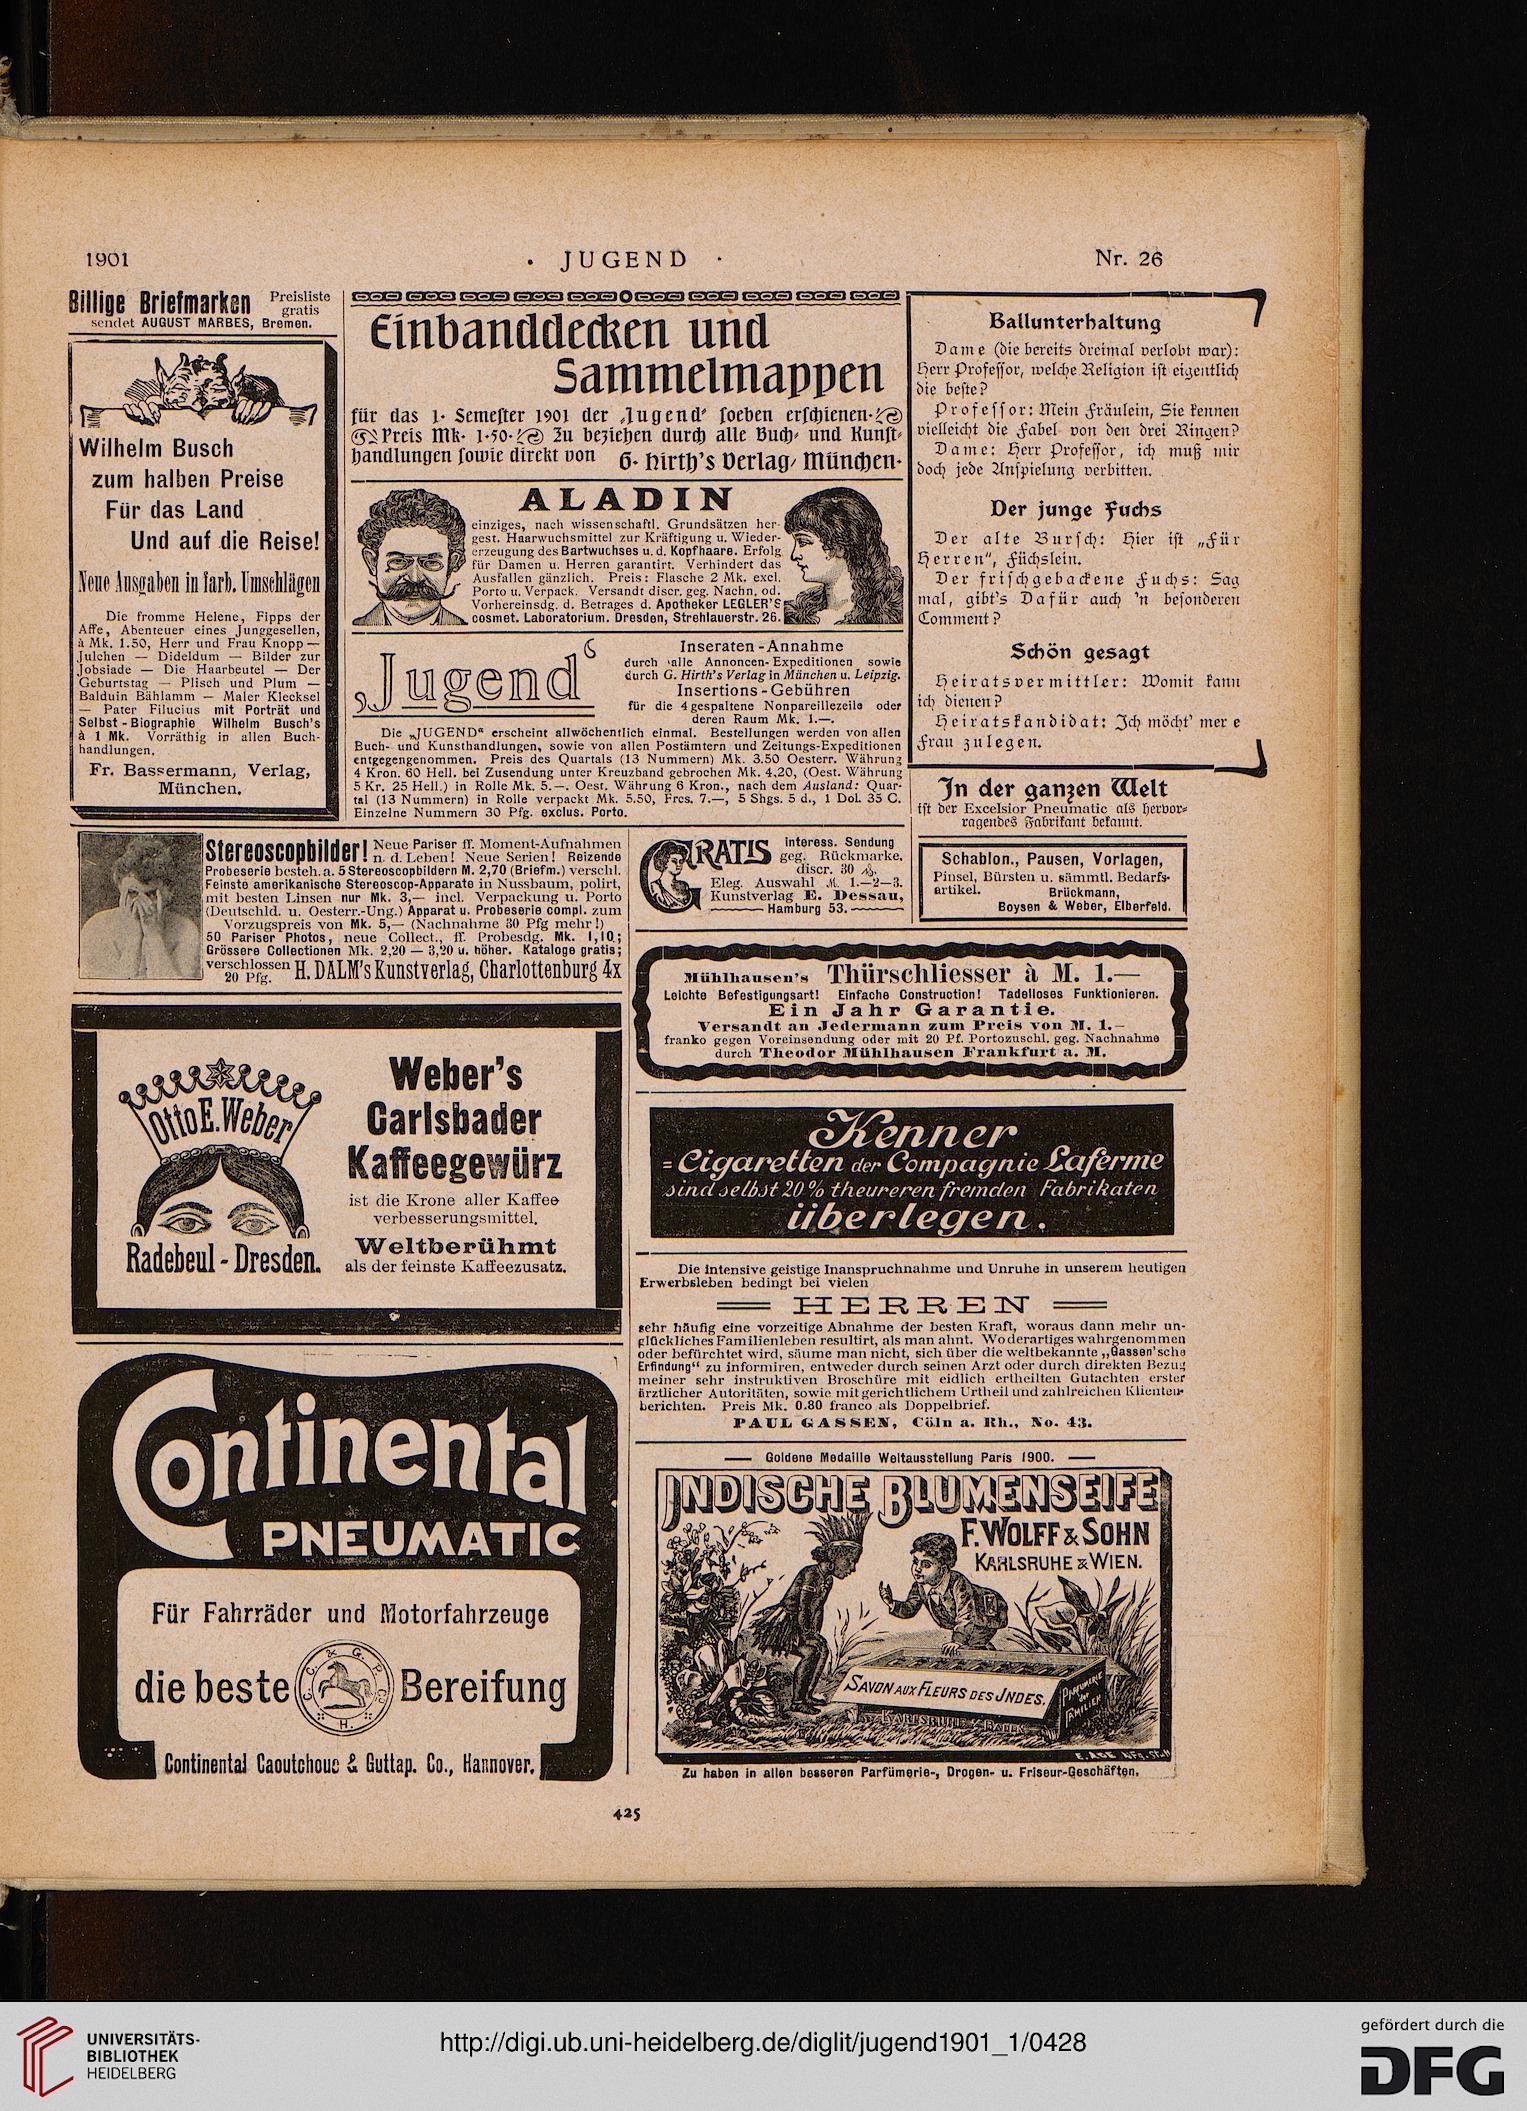 1901
· JUGEND ·
Nr. 26
Billige Briefmarken Preisliste gratis
sendet AUGUST MARBES, Bremen.
Wilhelm Busch
zum halben Preise
Für das Land
Und auf die Reise!
Neue Ausgaben in farb. Umschlägen
Die fromme Helene, Fipps der
Affe, Abenteuer eines Junggesellen,
à Mk. 1.50, Herr und Frau Knopp —
Julchen — Dideldum — Bilder zur
Jobsiade — Die Haarbeutel — Der
Geburtstag — Plisch und Plum —
Balduin Bählamm — Maler Klecksel
— Pater Filucius mit Porträt und
Selbst-Biographie Wilhelm Busch's
à 1 Mk. Vorräthig in allen Buch-
handlungen.
Fr. Bassermann, Verlag,
München.
Einbanddecken und
Sammelmappen
für das 1. Semester 1901 der „Jugend“ soeben erschienen.
Preis Mk. 1.50. Zu beziehen durch alle Buch- und Kunst-
handlungen sowie direkt von G. Hirth's Verlag, München.
ALADIN
einziges, nach wissenschaftl. Grundsätzen her-
gest. Haarwuchsmittel zur Kräftigung u. Wieder-
erzeugung des Bartwuchses u. d. Kopfhaare. Erfolg
für Damen u. Herren garantirt. Verhindert das
Ausfallen gänzlich. Preis: Flasche 2 Mk. excl.
Porto u. Verpack. Versandt discr. geg. Nachn. od.
Vorhereinsdg. d. Betrages d. Apotheker LEGLER'S
cosmet. Laboratorium. Dresden, Strehlauerstr. 26.
„Jugend“
Inseraten-Annahme
durch alle Annoncen-Expeditionen sowie
durch G. Hirth's Verlag in München u. Leipzig.
Insertions-Gebühren
für die 4 gespaltene Nonpareillezeile oder
deren Raum Mk. 1.—.
Die „JUGEND“ erscheint allwöchentlich einmal. Bestellungen werden von allen
Buch- und Kunsthandlungen, sowie von allen Postämtern und Zeitungs-Expeditionen
entgegengenommen. Preis des Quartals (13 Nummern) Mk. 3.50 Oesterr. Währung
4 Kron. 60 Hell. bei Zusendung unter Kreuzband gebrochen Mk. 4.20, (Oest. Währung
5 Kr. 25 Hell.) in Rolle Mk. 5.—. Oest. Währung 6 Kron., nach dem Ausland: Quar-
tal (13 Nummern) in Rolle verpackt Mk. 5.50, Frcs. 7.—, 5 Shgs. 5 d., 1 Dol. 35 C.
Einzelne Nummern 30 Pfg. exclus. Porto.
Ballunterhaltung
Dame (die bereits dreimal verlobt war):
Herr Professor, welche Religion ist eigentlich
die beste?
Professor: Mein Fräulein, Sie kennen
vielleicht die Fabel von den drei Ringen?
Dame: Herr Professor, ich muß mir
doch jede Anspielung verbitten.
Der junge Fuchs
Der alte Bursch: Hier ist „Für
Herren“, Füchslein.
Der frischgebackene Fuchs: Sag
mal, gibt's Dafür auch 'n besonderen
Comment?
Schön gesagt
Heiratsvermittler: Womit kann
ich dienen?
Heiratskandidat: Ich möcht' mer e
Frau zulegen.
In der ganzen Welt
ist der Excelsior Pneumatic als hervor-
ragendes Fabrikant bekannt.
Schablon., Pausen, Vorlagen,
Pinsel, Bürsten u. sämmtl. Bedarfs-
artikel. Brückmann,
Boysen & Weber, Elberfeld.
Stereoscopbilder! Neue Pariser ff. Moment-Aufnahmen
n. d. Leben! Neue Serien! Reizende
Probeserie besteh. a. 5 Stereoscopbildern M. 2,70 (Briefm.) verschl.
Feinste amerikanische Stereoscop-Apparate in Nussbaum, polirt,
mit besten Linsen nur Mk. 3,— incl. Verpackung u. Porto
(Deutschld. u. Oesterr.-Ung.) Apparat u. Probeserie compl. zum
Vorzugspreis von Mk. 5,— (Nachnahme 30 Pfg mehr!)
50 Pariser Photos, neue Collect., ff. Probesdg. Mk. 1,10;
Grössere Collectionen Mk. 2,20 — 3,20 u. höher. Kataloge gratis;
verschlossen 20 Pfg. H. DALM's Kunstverlag, Charlottenburg 4x
GRATIS
Interess. Sendung
geg. Rückmarke.
discr. 30 ₰.
Eleg. Auswahl M. 1.—2—3.
Kunstverlag E. Dessau,
Hamburg 53.
Mühlhausen's Thürschliesser à M. 1.—
Leichte Befestigungsart! Einfache Construction! Tadelloses Funktionieren.
Ein Jahr Garantie.
Versandt an Jedermann zum Preis von M. 1.–
franko gegen Voreinsendung oder mit 20 Pf. Portozuschl. geg. Nachnahme
durch Theodor Mühlhausen Frankfurt a. M.
Otto E. Weber
Radebeul - Dresden.
Weber's
Carlsbader
Kaffeegewürz
ist die Krone aller Kaffee
verbesserungsmittel.
Weltberühmt
als der feinste Kaffeezusatz.
Kenner
= Cigaretten der Compagnie Laferme
sind selbst 20% theureren fremden Fabrikaten
überlegen.
Die intensive geistige Inanspruchnahme und Unruhe in unserem heutigen
Erwerbsleben bedingt bei vielen
HERREN
sehr häufig eine vorzeitige Abnahme der besten Kraft, woraus dann mehr un-
glückliches Familienleben resultirt, als man ahnt. Wo derartiges wahrgenommen
oder befürchtet wird, säume man nicht, sich über die weltbekannte „Gassen'sche
Erfindung“ zu informiren, entweder durch seinen Arzt oder durch direkten Bezug
meiner sehr instruktiven Broschüre mit eidlich ertheilten Gutachten erster
ärztlicher Autoritäten, sowie mit gerichtlichem Urtheil und zahlreichen Klienten-
berichten. Preis Mk. 0.80 franco als Doppelbrief.
PAUL GASSEN, Cöln a. Rh., No. 43.
Continental
PNEUMATIC
Für Fahrräder und Motorfahrzeuge
die beste Bereifung
C. C. & G. P. Co. H.
Continental Caoutchouc & Guttap. Co., Hannover.
Goldene Medaille Weltausstellung Paris 1900.
INDISCHE BLUMENSEIFE
F. WOLFF & SOHN
KARLSRUHE & WIEN.
SAVON AUX FLEURS DES INDES.
PARFUMERIE
KARLSRUHE BADEN
Zu haben in allen besseren Parfümerie-, Drogen- u. Friseur-Geschäften.
425
UNIVERSITÄTS-
BIBLIOTHEK
HEIDELBERG
http://digi.ub.uni-heidelberg.de/diglit/jugend1901_1/0428
gefördert durch die
DFG